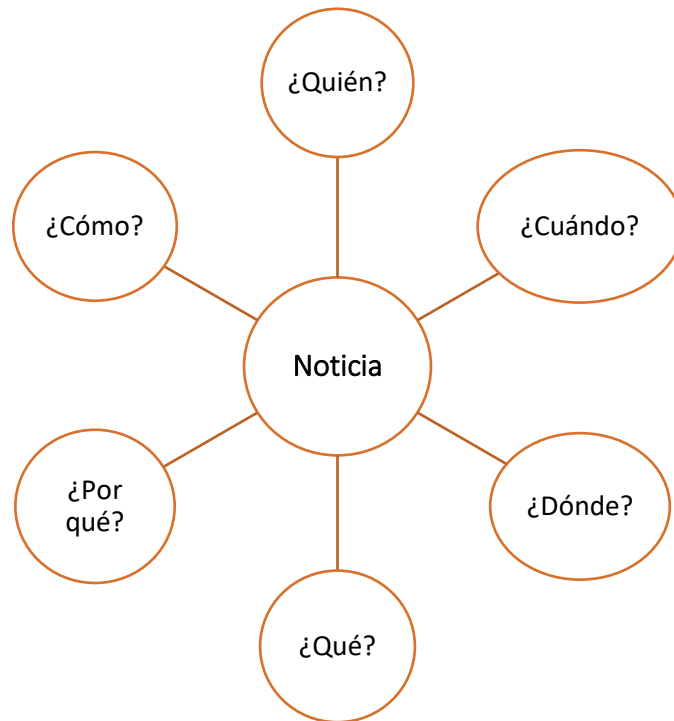 ¿Quién?
¿Cómo?
¿Cuándo?
Noticia
¿Por
qué?
¿Dónde?
¿Qué?